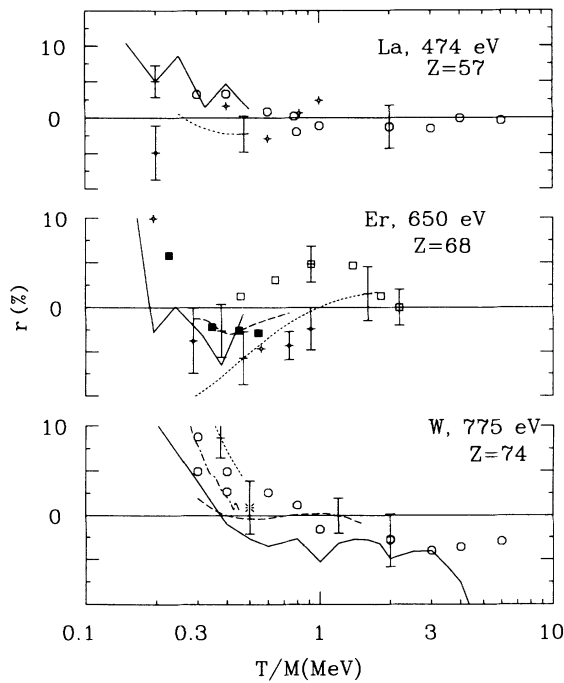 10
La, 474 eV
Z=57
0
10
Er, 650 eV
Z=68
r (%)
0
10
W, 775 eV
Z=74
0
0.1 0.3 1 3 10
T/M(MeV)